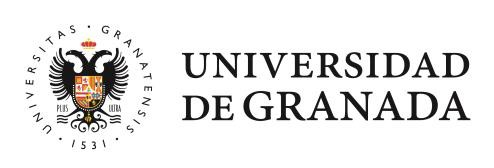 UNIVERSITAS · GRANATENSIS · 1531 ·
PLUS ULTRA
UNIVERSIDAD
DE GRANADA